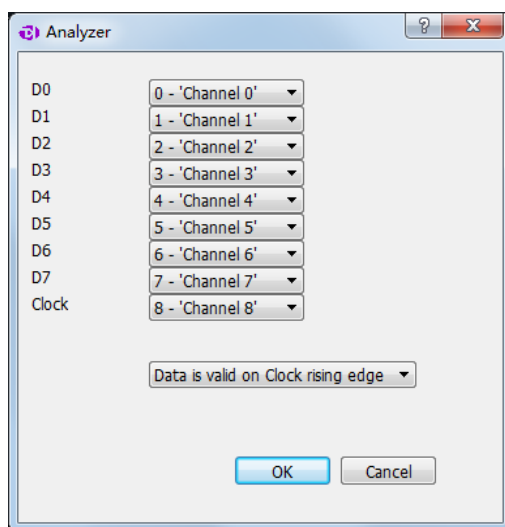 Analyzer
D0 0 - 'Channel 0'
D1 1 - 'Channel 1'
D2 2 - 'Channel 2'
D3 3 - 'Channel 3'
D4 4 - 'Channel 4'
D5 5 - 'Channel 5'
D6 6 - 'Channel 6'
D7 7 - 'Channel 7'
Clock 8 - 'Channel 8'
Data is valid on Clock rising edge
OK Cancel